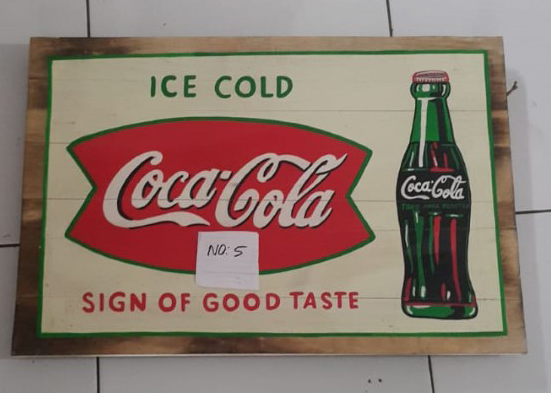 ICE COLD
Coca-Cola
NO: 5
SIGN OF GOOD TASTE
Coca-Cola